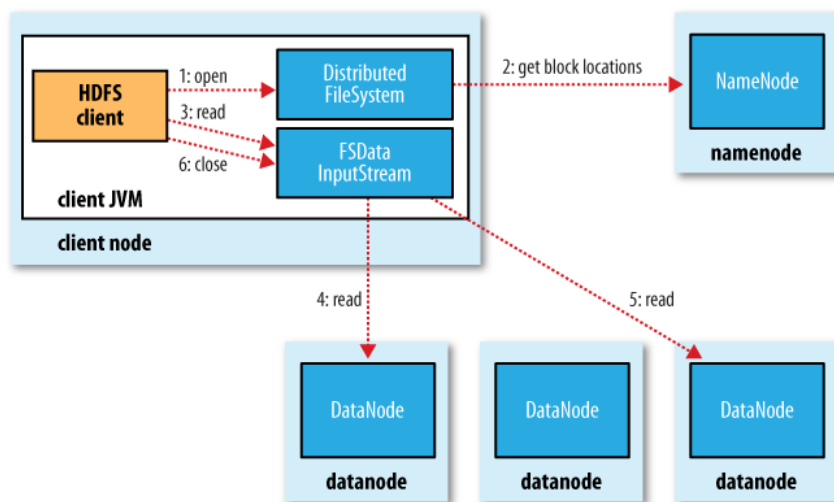 HDFS
client
1: open
3: read
6: close
Distributed
FileSystem
FSData
InputStream
client JVM
client node
2: get block locations
NameNode
namenode
4: read
5: read
DataNode
datanode
DataNode
datanode
DataNode
datanode